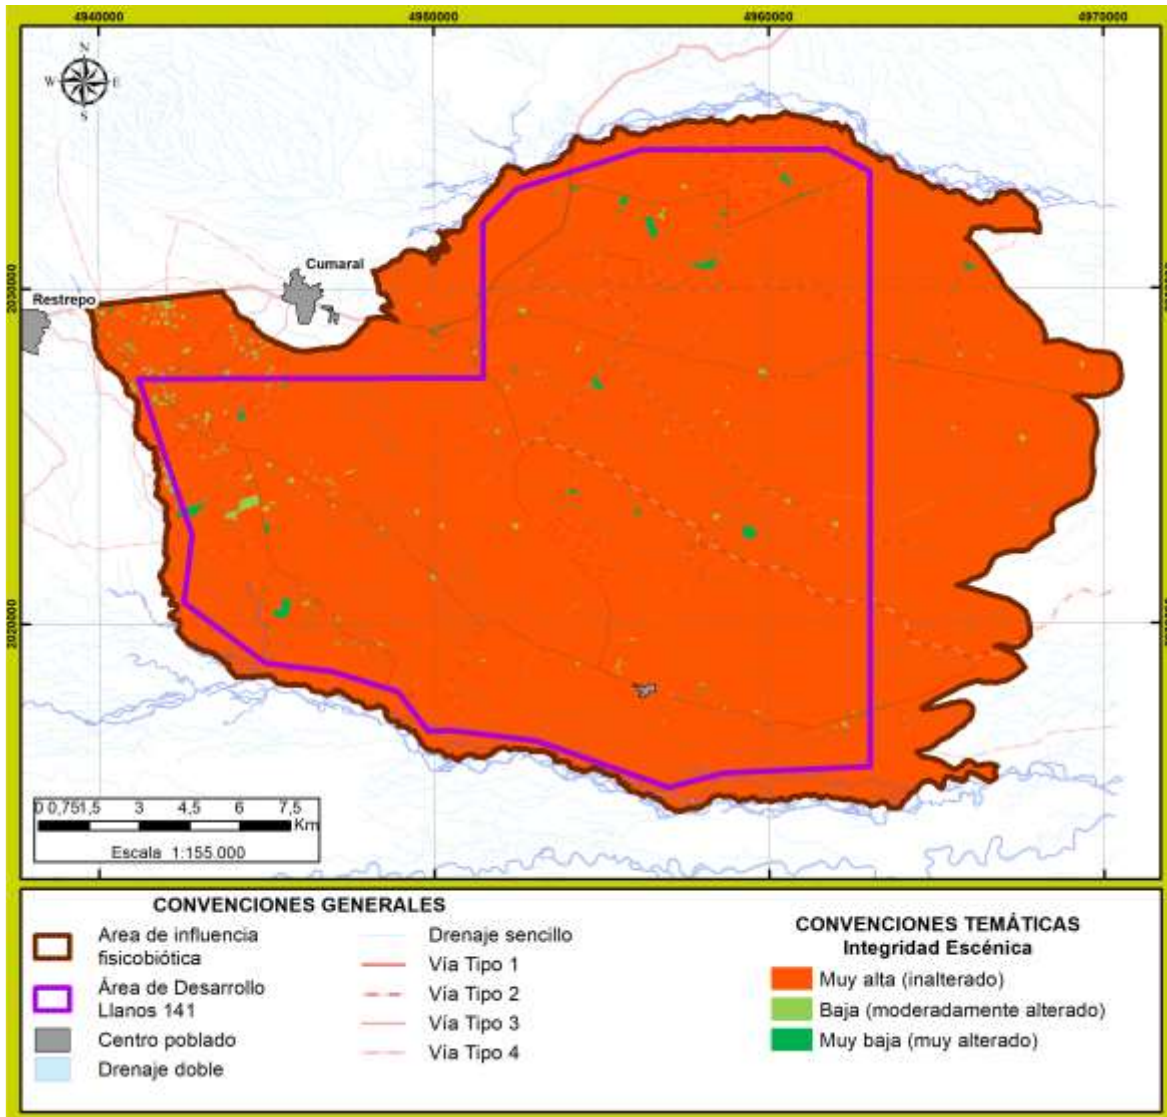 4940000 4950000 4960000 4970000
N
W E
S
Cumaral
Restrepo
2030000
2020000
0 0,75 1,5 3 4,5 6 7,5
Km
Escala 1:155.000
CONVENCIONES GENERALES
Area de influencia
fisicobiótica
Área de Desarrollo
Llanos 141
Centro poblado
Drenaje doble
Drenaje sencillo
Vía Tipo 1
Vía Tipo 2
Vía Tipo 3
Vía Tipo 4
CONVENCIONES TEMÁTICAS
Integridad Escénica
Muy alta (inalterado)
Baja (moderadamente alterado)
Muy baja (muy alterado)